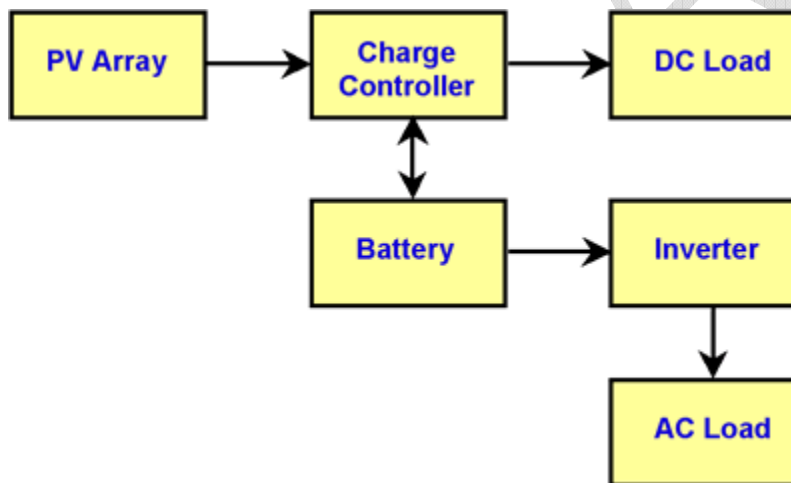 PV Array
Charge
Controller
DC Load
Battery
Inverter
AC Load